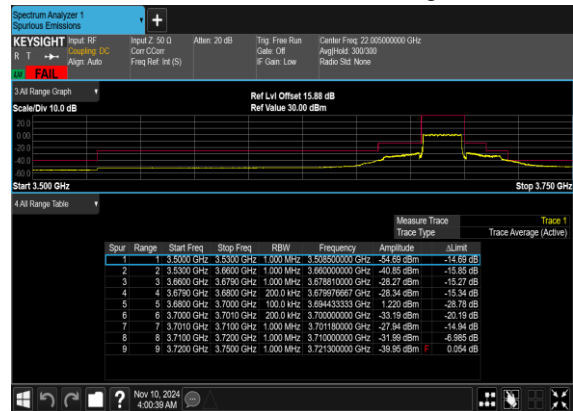 Spectrum Analyzer 1
Spurious Emissions
+
KEYSIGHT Input: RF Input Z: 50 Ω Atten: 20 dB Trig: Free Run Center Freq: 22.005000000 GHz
R T Coupling: DC Corr CCorr Gate: Off Avg|Hold: 300/300
Align: Auto Freq Ref: Int (S) IF Gain: Low Radio Std: None
LXI FAIL
3 All Range Graph Ref Lvl Offset 15.88 dB
Scale/Div 10.0 dB Ref Value 30.00 dBm
20.0
0.00
-20.0
-40.0
-60.0
Start 3.500 GHz Stop 3.750 GHz
4 All Range Table
Measure Trace Trace 1
Trace Type Trace Average (Active)
Spur Range Start Freq Stop Freq RBW Frequency Amplitude ΔLimit
1 1 3.5000 GHz 3.5300 GHz 1.000 MHz 3.508500000 GHz -54.69 dBm -14.69 dB
2 2 3.5300 GHz 3.6600 GHz 1.000 MHz 3.660000000 GHz -40.85 dBm -15.85 dB
3 3 3.6600 GHz 3.6790 GHz 1.000 MHz 3.678810000 GHz -28.27 dBm -15.27 dB
4 4 3.6790 GHz 3.6800 GHz 200.0 kHz 3.679976667 GHz -28.34 dBm -15.34 dB
5 5 3.6800 GHz 3.7000 GHz 100.0 kHz 3.694433333 GHz 1.220 dBm -28.78 dB
6 6 3.7000 GHz 3.7010 GHz 200.0 kHz 3.700000000 GHz -33.19 dBm -20.19 dB
7 7 3.7010 GHz 3.7100 GHz 1.000 MHz 3.701180000 GHz -27.94 dBm -14.94 dB
8 8 3.7100 GHz 3.7200 GHz 1.000 MHz 3.710000000 GHz -31.99 dBm -6.985 dB
9 9 3.7200 GHz 3.7500 GHz 1.000 MHz 3.721300000 GHz -39.95 dBm F 0.054 dB
? Nov 10, 2024
4:00:39 AM